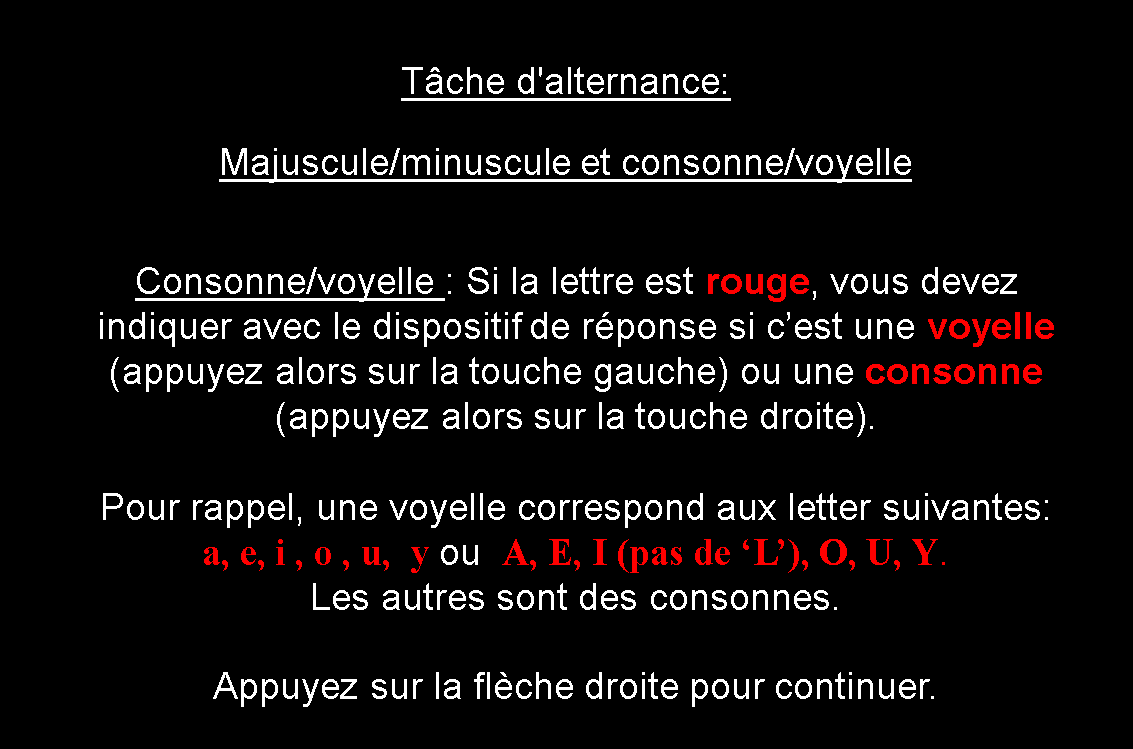 Tâche d'alternance:
Majuscule/minuscule et consonne/voyelle
Consonne/voyelle : Si la lettre est rouge, vous devez
indiquer avec le dispositif de réponse si c’est une voyelle
(appuyez alors sur la touche gauche) ou une consonne
(appuyez alors sur la touche droite).
Pour rappel, une voyelle correspond aux letter suivantes:
a, e, i , o , u, y ou A, E, I (pas de ‘L’), O, U, Y.
Les autres sont des consonnes.
Appuyez sur la flèche droite pour continuer.